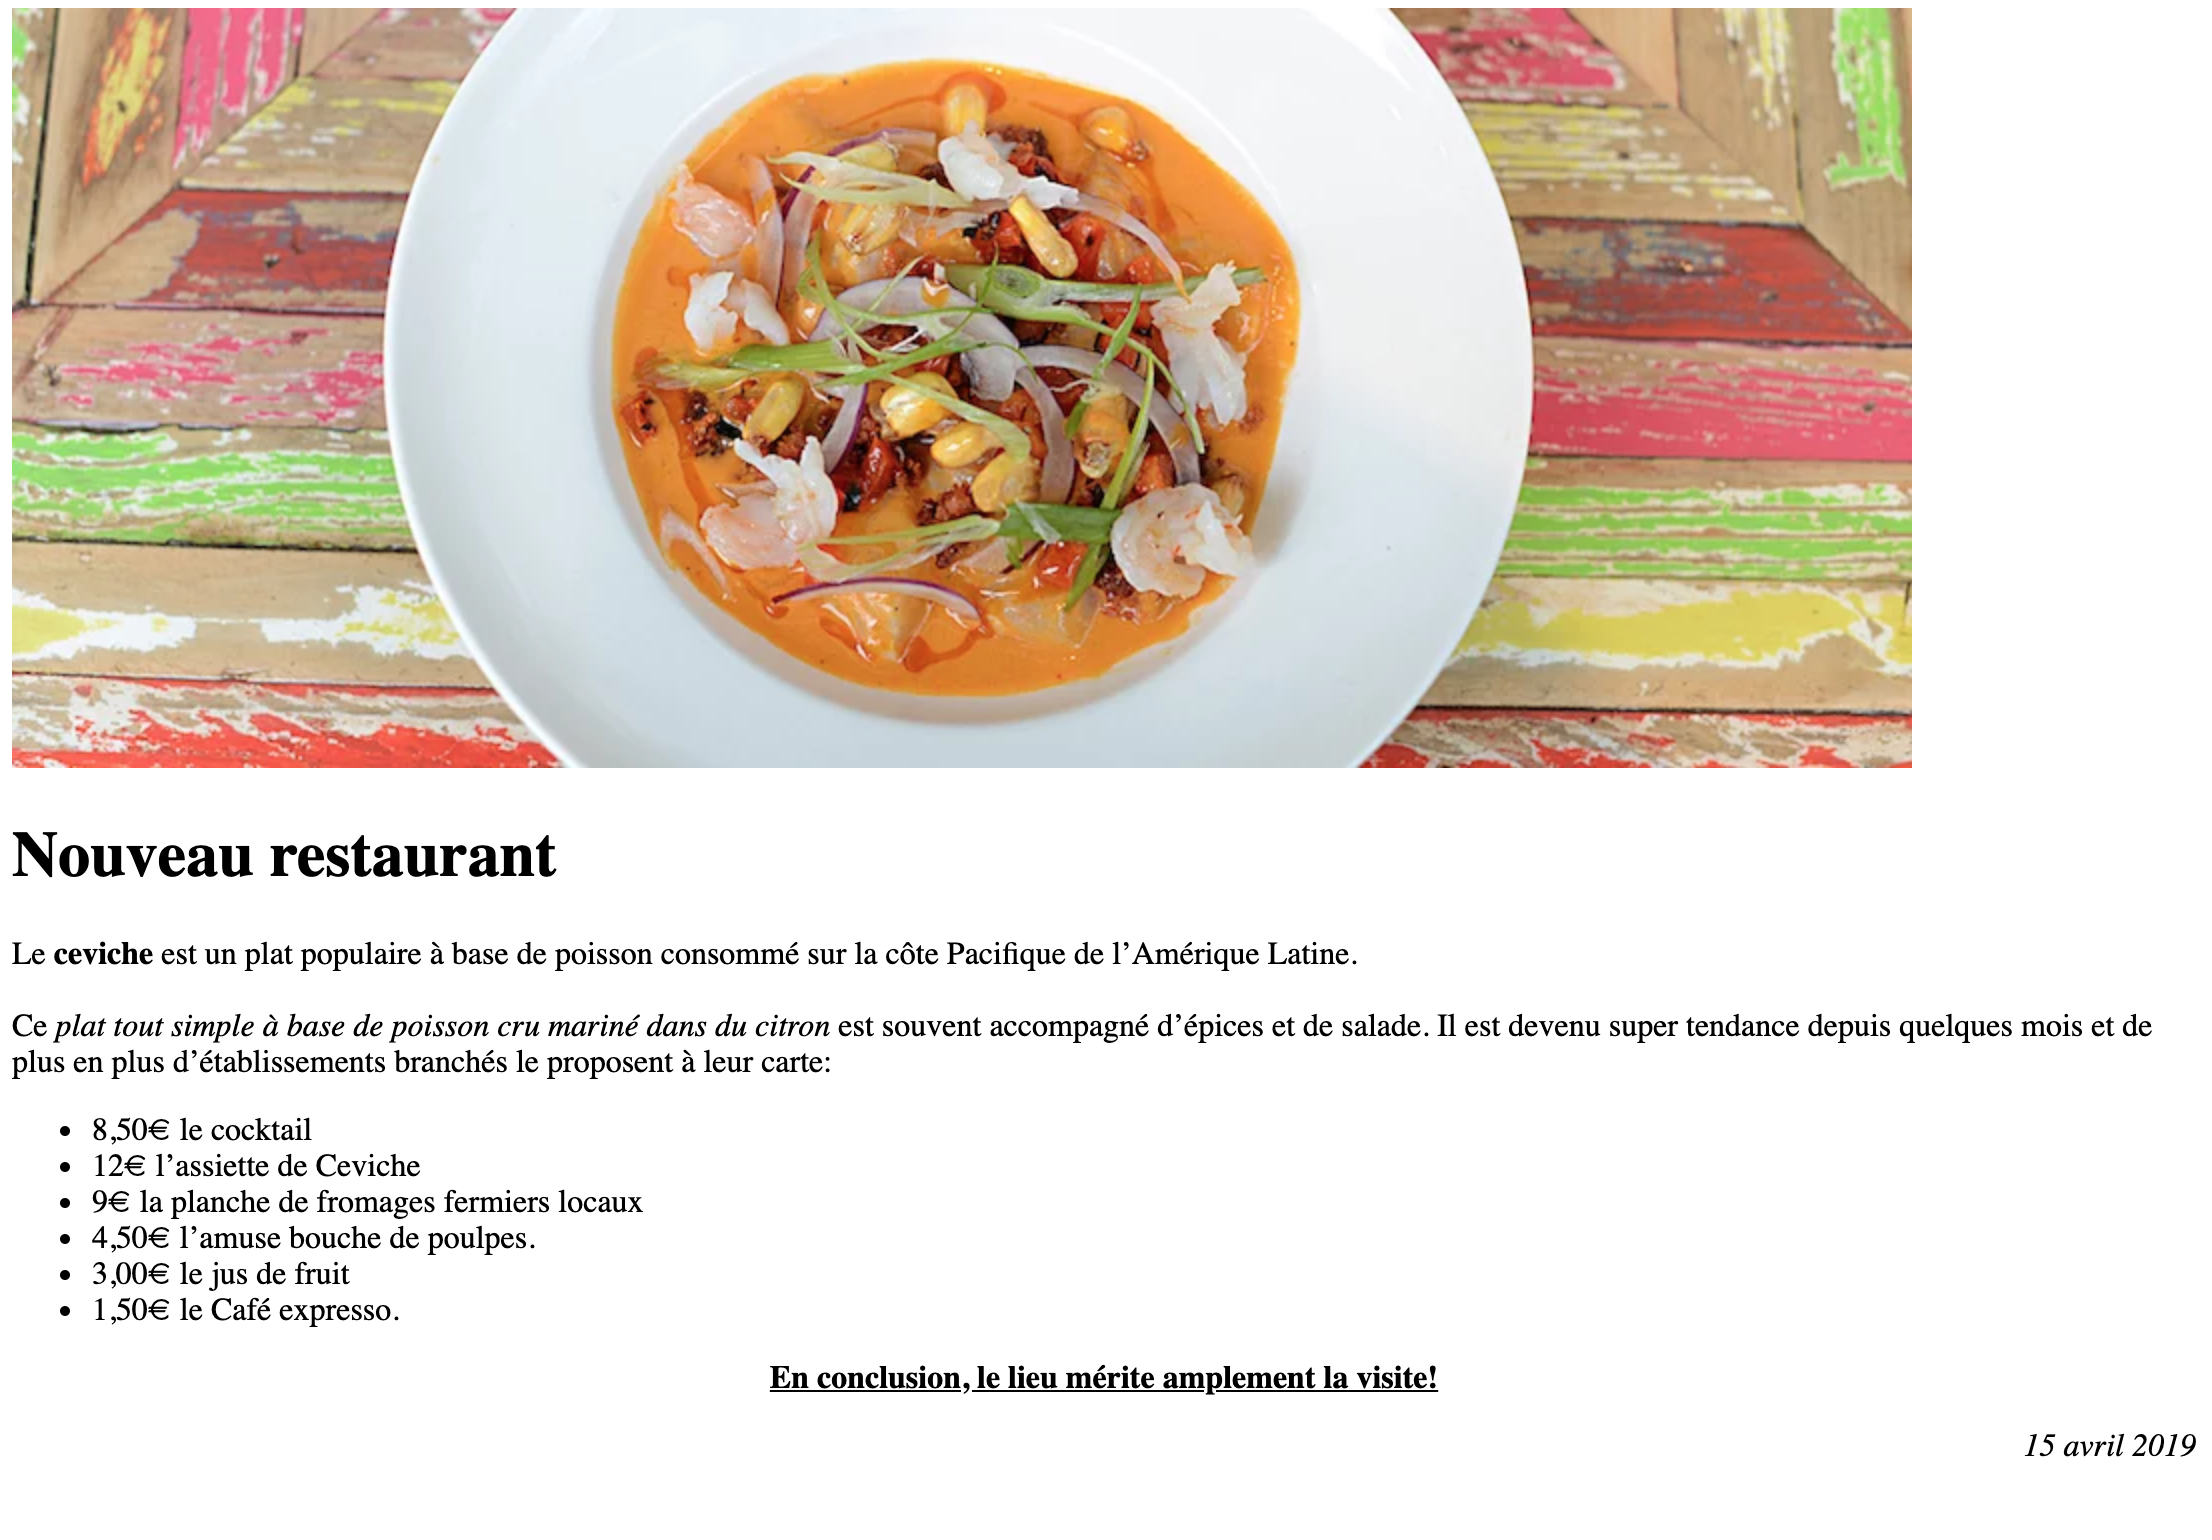 Nouveau restaurant
Le ceviche est un plat populaire à base de poisson consommé sur la côte Pacifique de l’Amérique Latine.
Ce plat tout simple à base de poisson cru mariné dans du citron est souvent accompagné d’épices et de salade. Il est devenu super tendance depuis quelques mois et de
plus en plus d’établissements branchés le proposent à leur carte:
• 8,50€ le cocktail
• 12€ l’assiette de Ceviche
• 9€ la planche de fromages fermiers locaux
• 4,50€ l’amuse bouche de poulpes.
• 3,00€ le jus de fruit
• 1,50€ le Café expresso.
En conclusion, le lieu mérite amplement la visite!
15 avril 2019